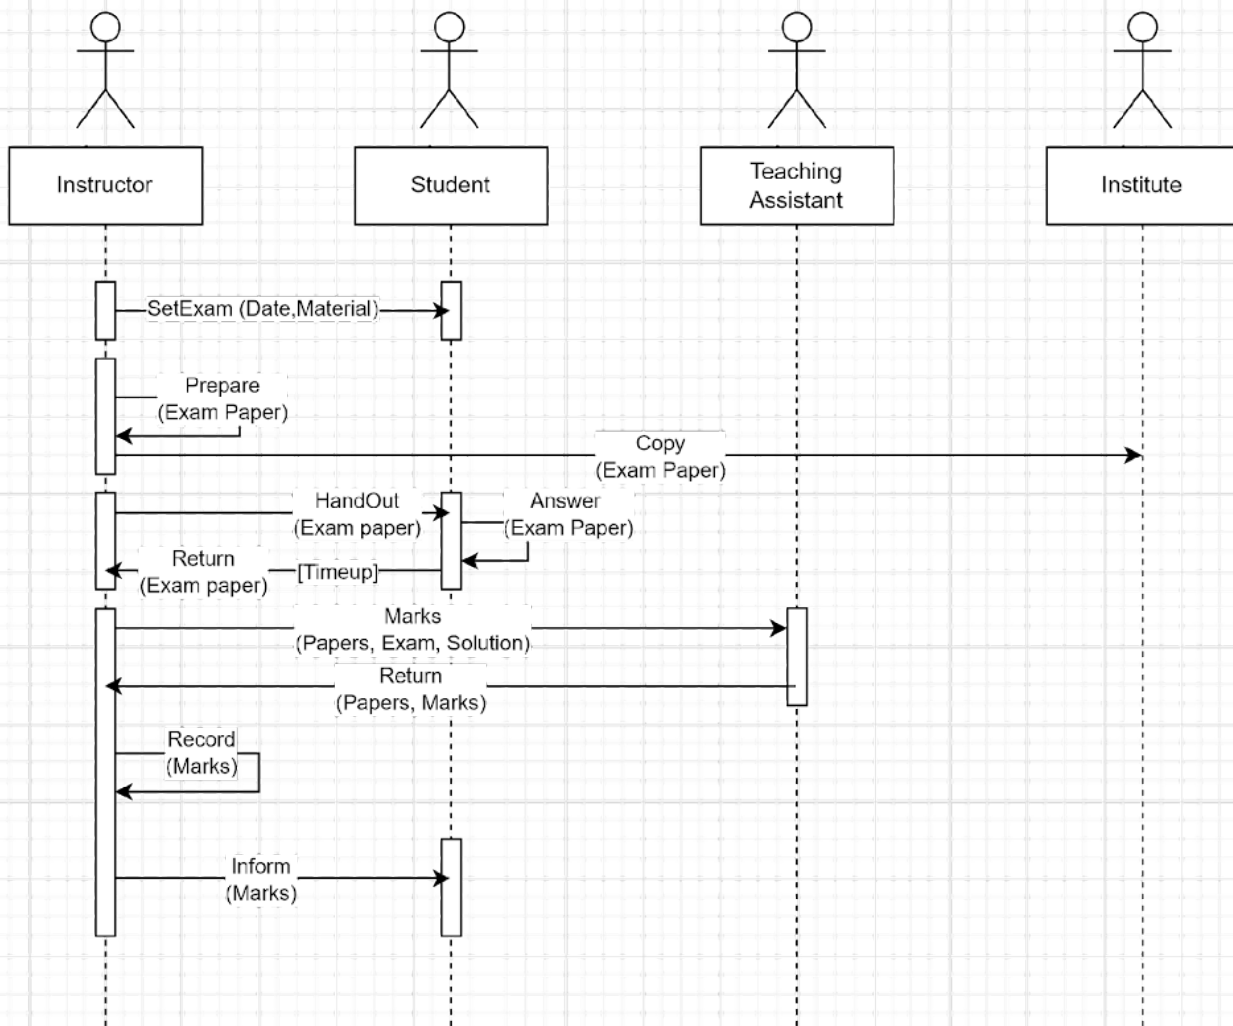 Instructor
Student
Teaching
Assistant
Institute
SetExam (Date,Material)
Prepare
(Exam Paper)
Copy
(Exam Paper)
HandOut
(Exam paper)
Answer
(Exam Paper)
Return
(Exam paper)
[Timeup]
Marks
(Papers, Exam, Solution)
Return
(Papers, Marks)
Record
(Marks)
Inform
(Marks)